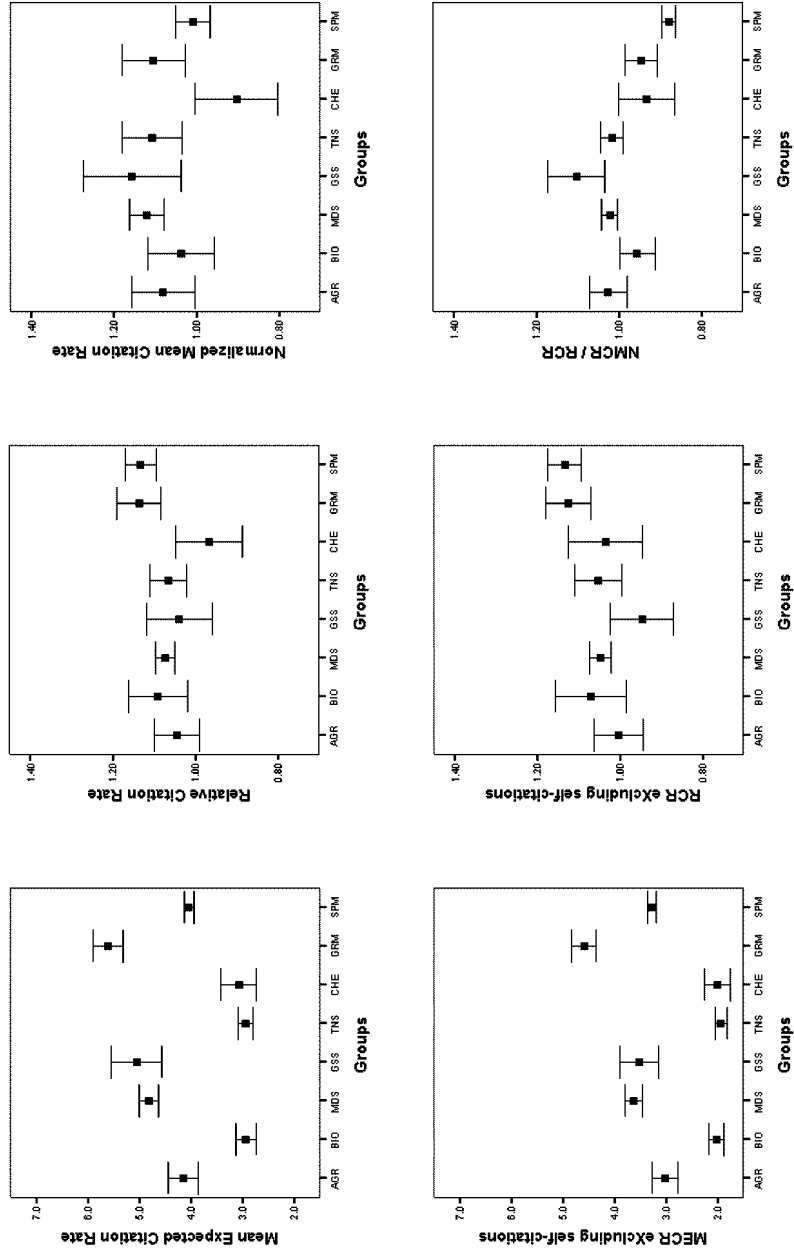 Mean Expected Citation Rate
7.0
6.0
5.0
4.0
3.0
2.0
AGR BIO MDS GSS TNS CHE GRM SPM
Groups
Relative Citation Rate
1.40
1.20
1.00
0.80
AGR BIO MDS GSS TNS CHE GRM SPM
Groups
Normalized Mean Citation Rate
1.40
1.20
1.00
0.80
AGR BIO MDS GSS TNS CHE GRM SPM
Groups
MECR eXcluding self-citations
7.0
6.0
5.0
4.0
3.0
2.0
AGR BIO MDS GSS TNS CHE GRM SPM
Groups
RCR eXcluding self-citations
1.40
1.20
1.00
0.80
AGR BIO MDS GSS TNS CHE GRM SPM
Groups
NMCR / RCR
1.40
1.20
1.00
0.80
AGR BIO MDS GSS TNS CHE GRM SPM
Groups